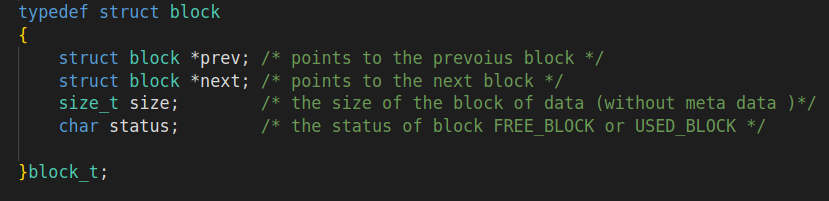 typedef struct block
{
    struct block *prev; /* points to the prevoius block */
    struct block *next; /* points to the next block */
    size_t size;        /* the size of the block of data (without meta data )*/
    char status;        /* the status of block FREE_BLOCK or USED_BLOCK */
}block_t;